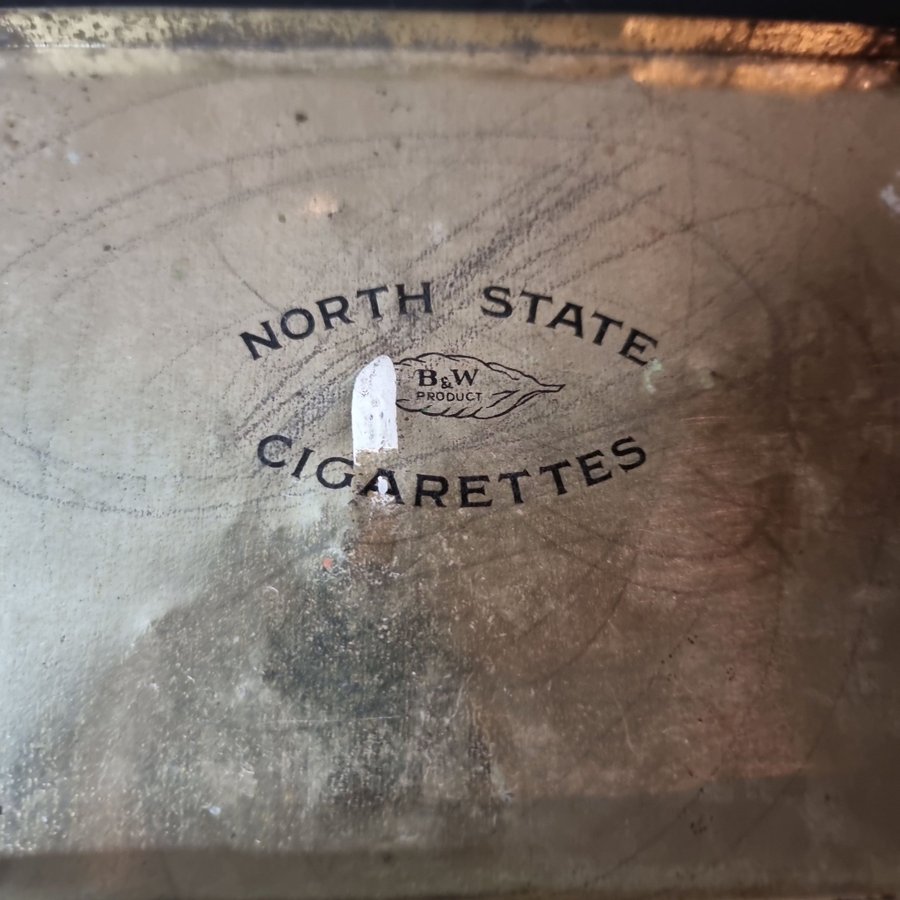 NORTH STATE
B&W
PRODUCT
CIGARETTES